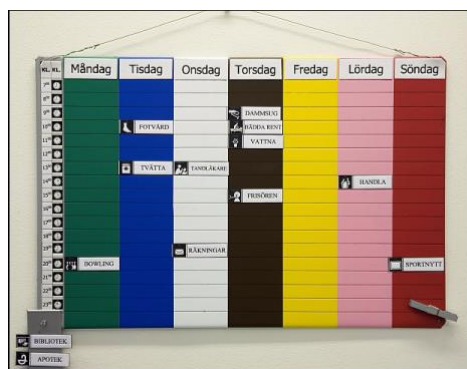 KL. KL. Måndag Tisdag Onsdag Torsdag Fredag Lördag Söndag
DAMMSUG
FOTVÅRD BÄDDA RENT
VATTNA
TVÄTTA TANDLÄKARE
HANDLA
FRISÖREN
RÄKNINGAR
BOWLING SPORTNYTT
BIBLIOTEK
APOTEK